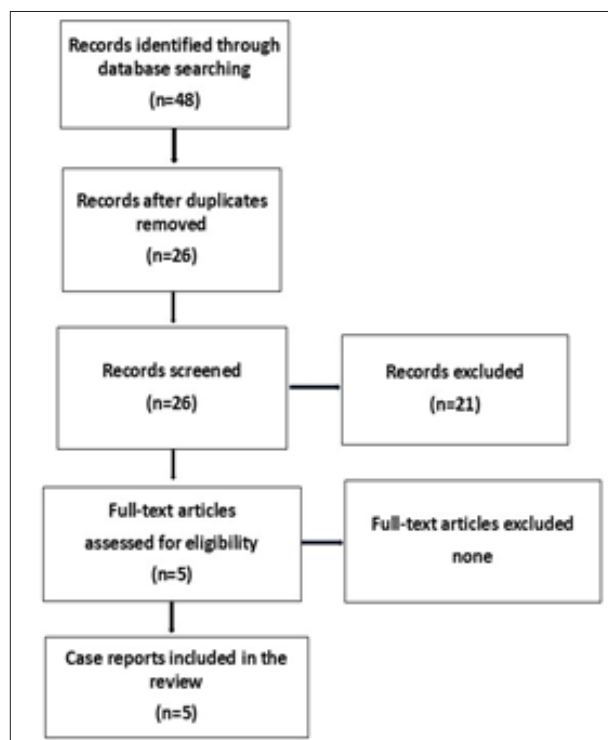 Records identified through
database searching
(n=48)
Records after duplicates
removed
(n=26)
Records screened
(n=26)
Records excluded
(n=21)
Full-text articles
assessed for eligibility
(n=5)
Full-text articles excluded
none
Case reports included in the
review
(n=5)